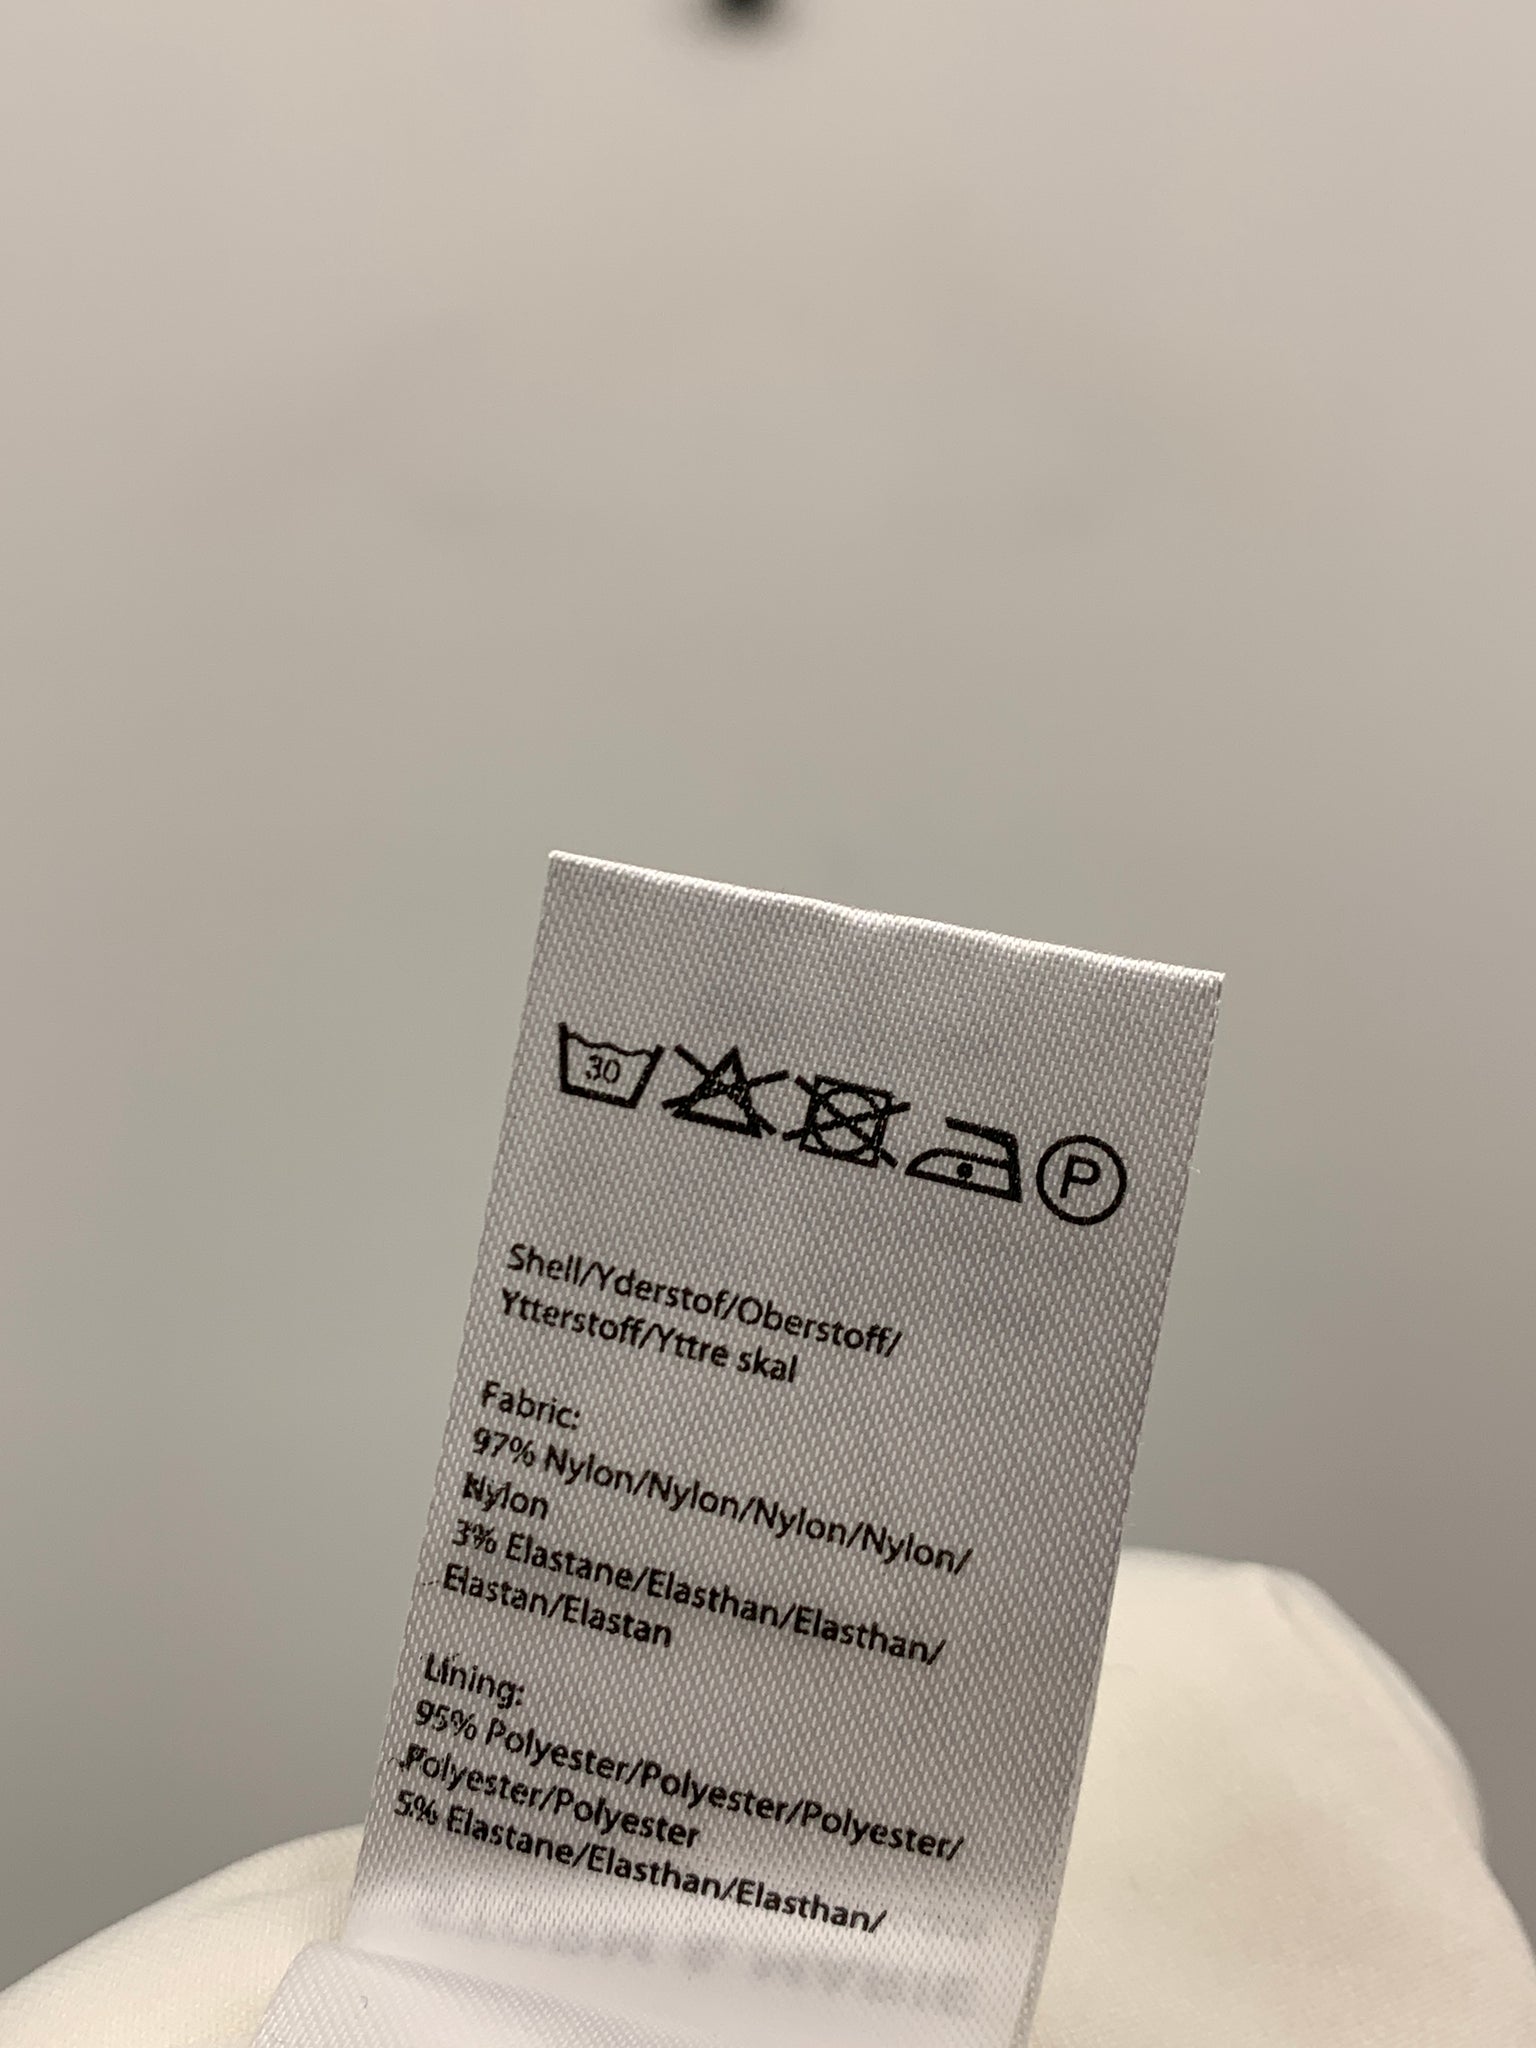 30
P
Shell/Yderstof/Oberstoff/
Ytterstoff/Yttre skal
Fabric:
97% Nylon/Nylon/Nylon/Nylon/
Nylon
3% Elastane/Elasthan/Elasthan/
Elastan/Elastan
Lining:
95% Polyester/Polyester/Polyester/
Polyester/Polyester
5% Elastane/Elasthan/Elasthan/